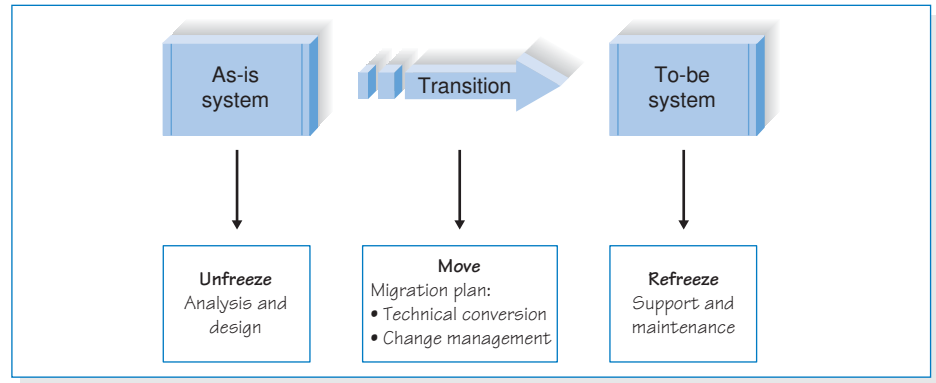 As-is
system
Transition
To-be
system
Unfreeze
Analysis and
design
Move
Migration plan:
• Technical conversion
• Change management
Refreeze
Support and
maintenance